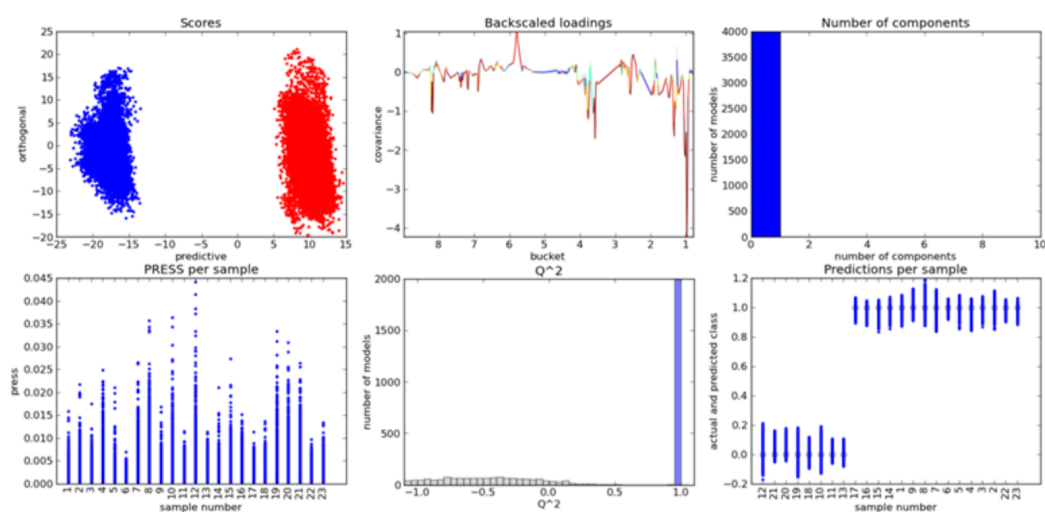 Scores
25
20
15
10
5
0
−5
−10
−15
−20
orthogonal
−25 −20 −15 −10 −5 0 5 10 15
predictive
Backscaled loadings
1
0
−1
−2
−3
−4
covariance
8 7 6 5 4 3 2 1
bucket
Number of components
4000
3500
3000
2500
2000
1500
1000
500
0
number of models
0 2 4 6 8 10
number of components
PRESS per sample
0.045
0.040
0.035
0.030
0.025
0.020
0.015
0.010
0.005
0.000
press
1 2 3 4 5 6 7 8 9 10 11 12 13 14 15 16 17 18 19 20 21 22 23
sample number
Q^2
2000
1500
1000
500
0
number of models
−1.0 −0.5 0.0 0.5 1.0
Q^2
Predictions per sample
1.2
1.0
0.8
0.6
0.4
0.2
0.0
−0.2
actual and predicted class
12 21 20 19 18 10 11 13 17 16 15 14 1 9 8 7 6 5 4 3 2 22 23
sample number